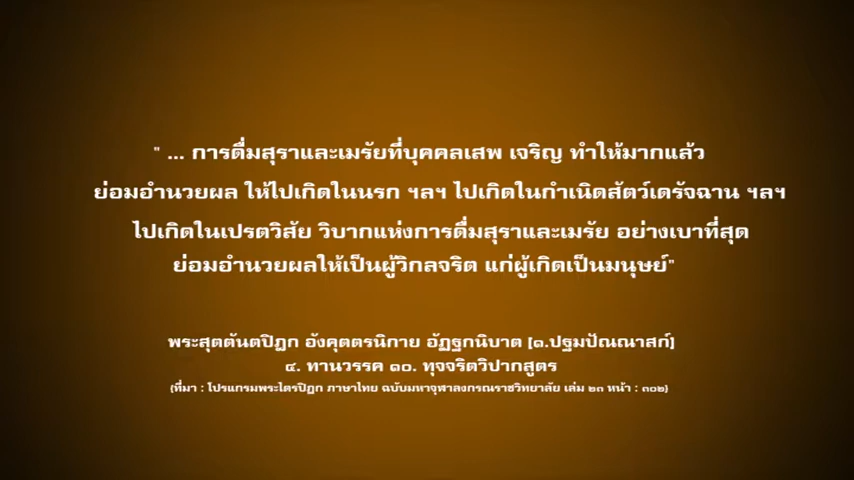 " ... การดื่มสุราและเมรัยที่บุคคลเสพ เจริญ ทำให้มากแล้ว
ย่อมอำนวยผล ให้ไปเกิดในนรก ฯลฯ ไปเกิดในกำเนิดสัตว์เดรัจฉาน ฯลฯ
ไปเกิดในเปรตวิสัย วิบากแห่งการดื่มสุราและเมรัย อย่างเบาที่สุด
ย่อมอำนวยผลให้เป็นผู้วิกลจริต แก่ผู้เกิดเป็นมนุษย์"
พระสุตตันตปิฎก อังคุตตรนิกาย อัฏฐกนิบาต [๑.ปฐมปัณณาสก์]
๔. ทานวรรค ๑๐. ทุจจริตวิปากสูตร
(ที่มา : โปรแกรมพระไตรปิฎก ภาษาไทย ฉบับมหาจุฬาลงกรณราชวิทยาลัย เล่ม ๒๓ หน้า : ๓๐๒)